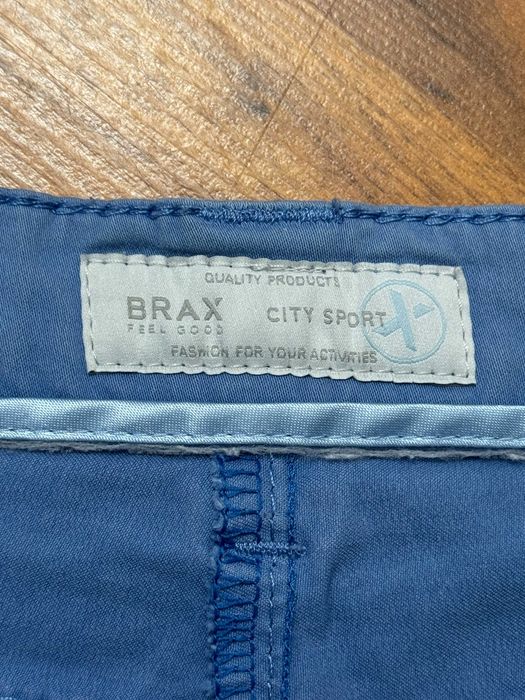 QUALITY PRODUCTS
BRAX CITY SPORT
FEEL GOOD
FASHION FOR YOUR ACTIVITIES